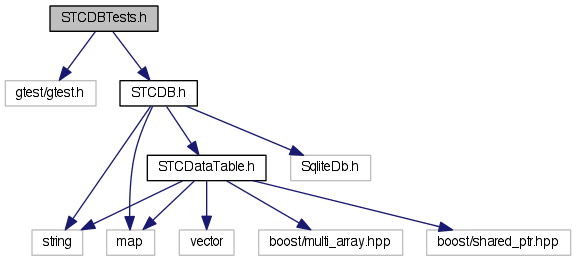 STCDBTests.h
gtest/gtest.h
STCDB.h
STCDataTable.h
SqliteDb.h
string
map
vector
boost/multi_array.hpp
boost/shared_ptr.hpp